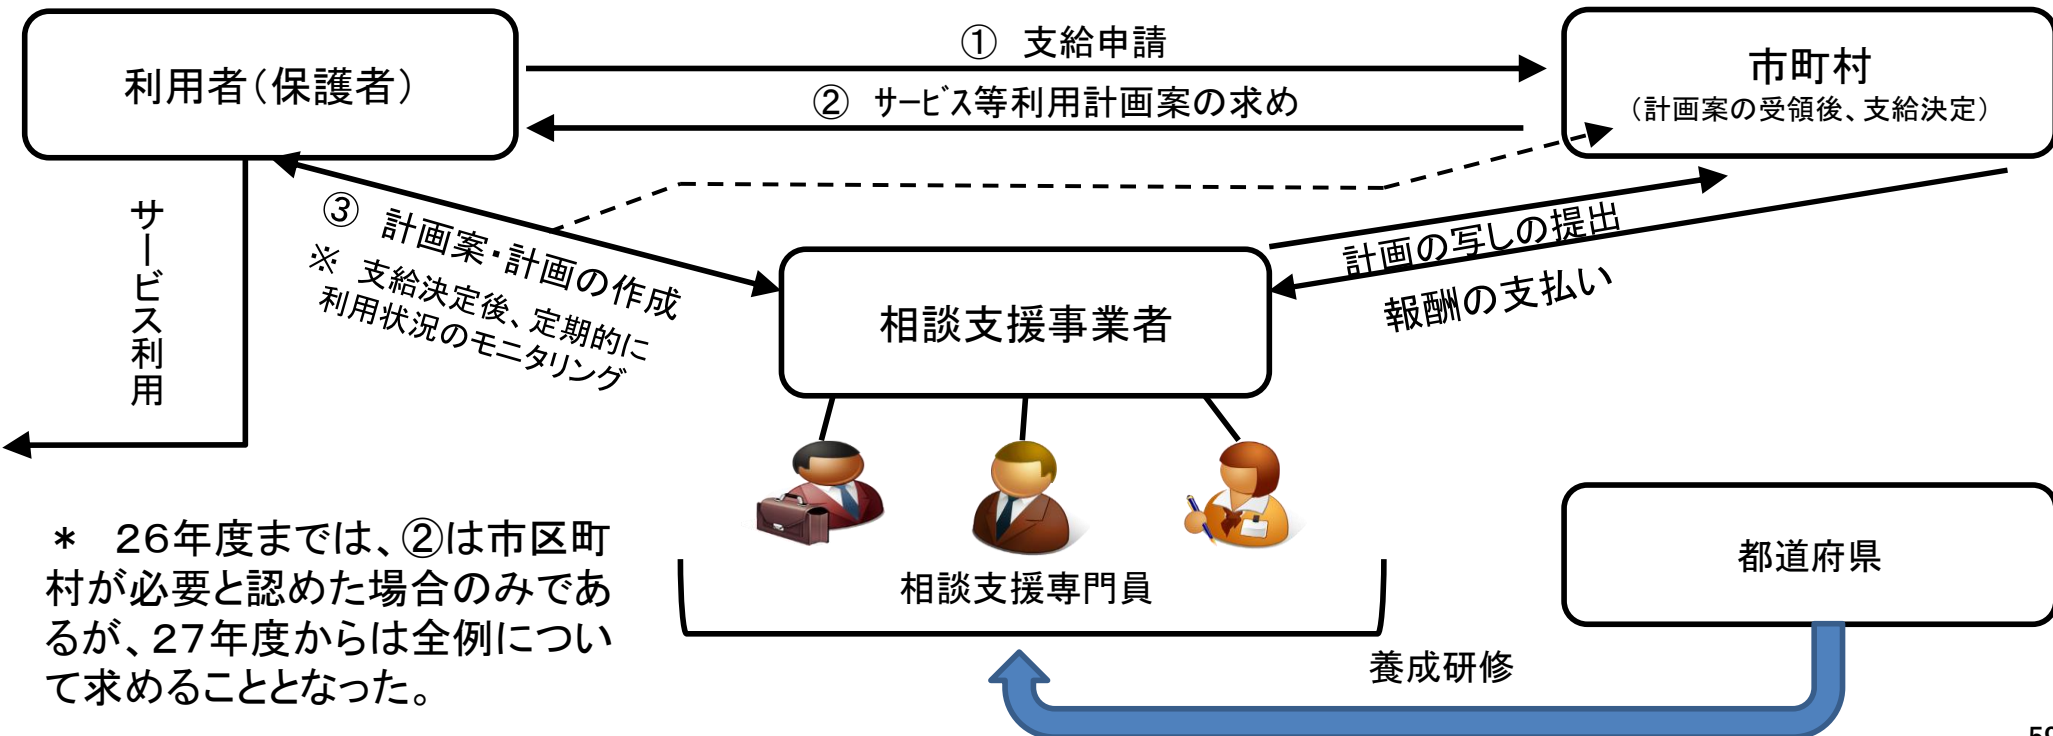 利用者（保護者）
① 支給申請
② サービス等利用計画案の求め
市町村
（計画案の受領後、支給決定）
サービス利用
③ 計画案・計画の作成
※ 支給決定後、定期的に
利用状況のモニタリング
計画の写しの提出
報酬の支払い
相談支援事業者
相談支援専門員
＊ ２６年度までは、②は市区町
村が必要と認めた場合のみであ
るが、２７年度からは全例につい
て求めることとなった。
都道府県
養成研修